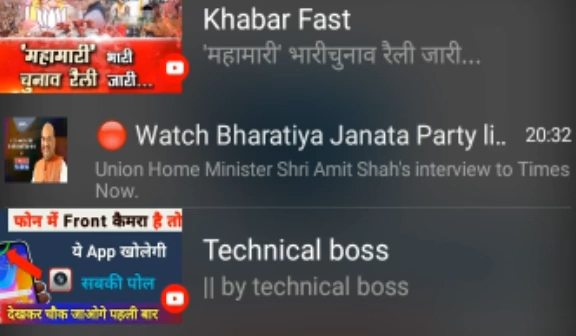 'महामारी' भारी
चुनाव रैली जारी...
Khabar Fast
'महामारी' भारीचुनाव रैली जारी...
Watch Bharatiya Janata Party li.. 20:32
Union Home Minister Shri Amit Shah's interview to Times
Now.
फोन में Front कैमरा है तो
ये App खोलेगी
सबकी पोल
देखकर चौक जाओगे पहली बार
Technical boss
|| by technical boss